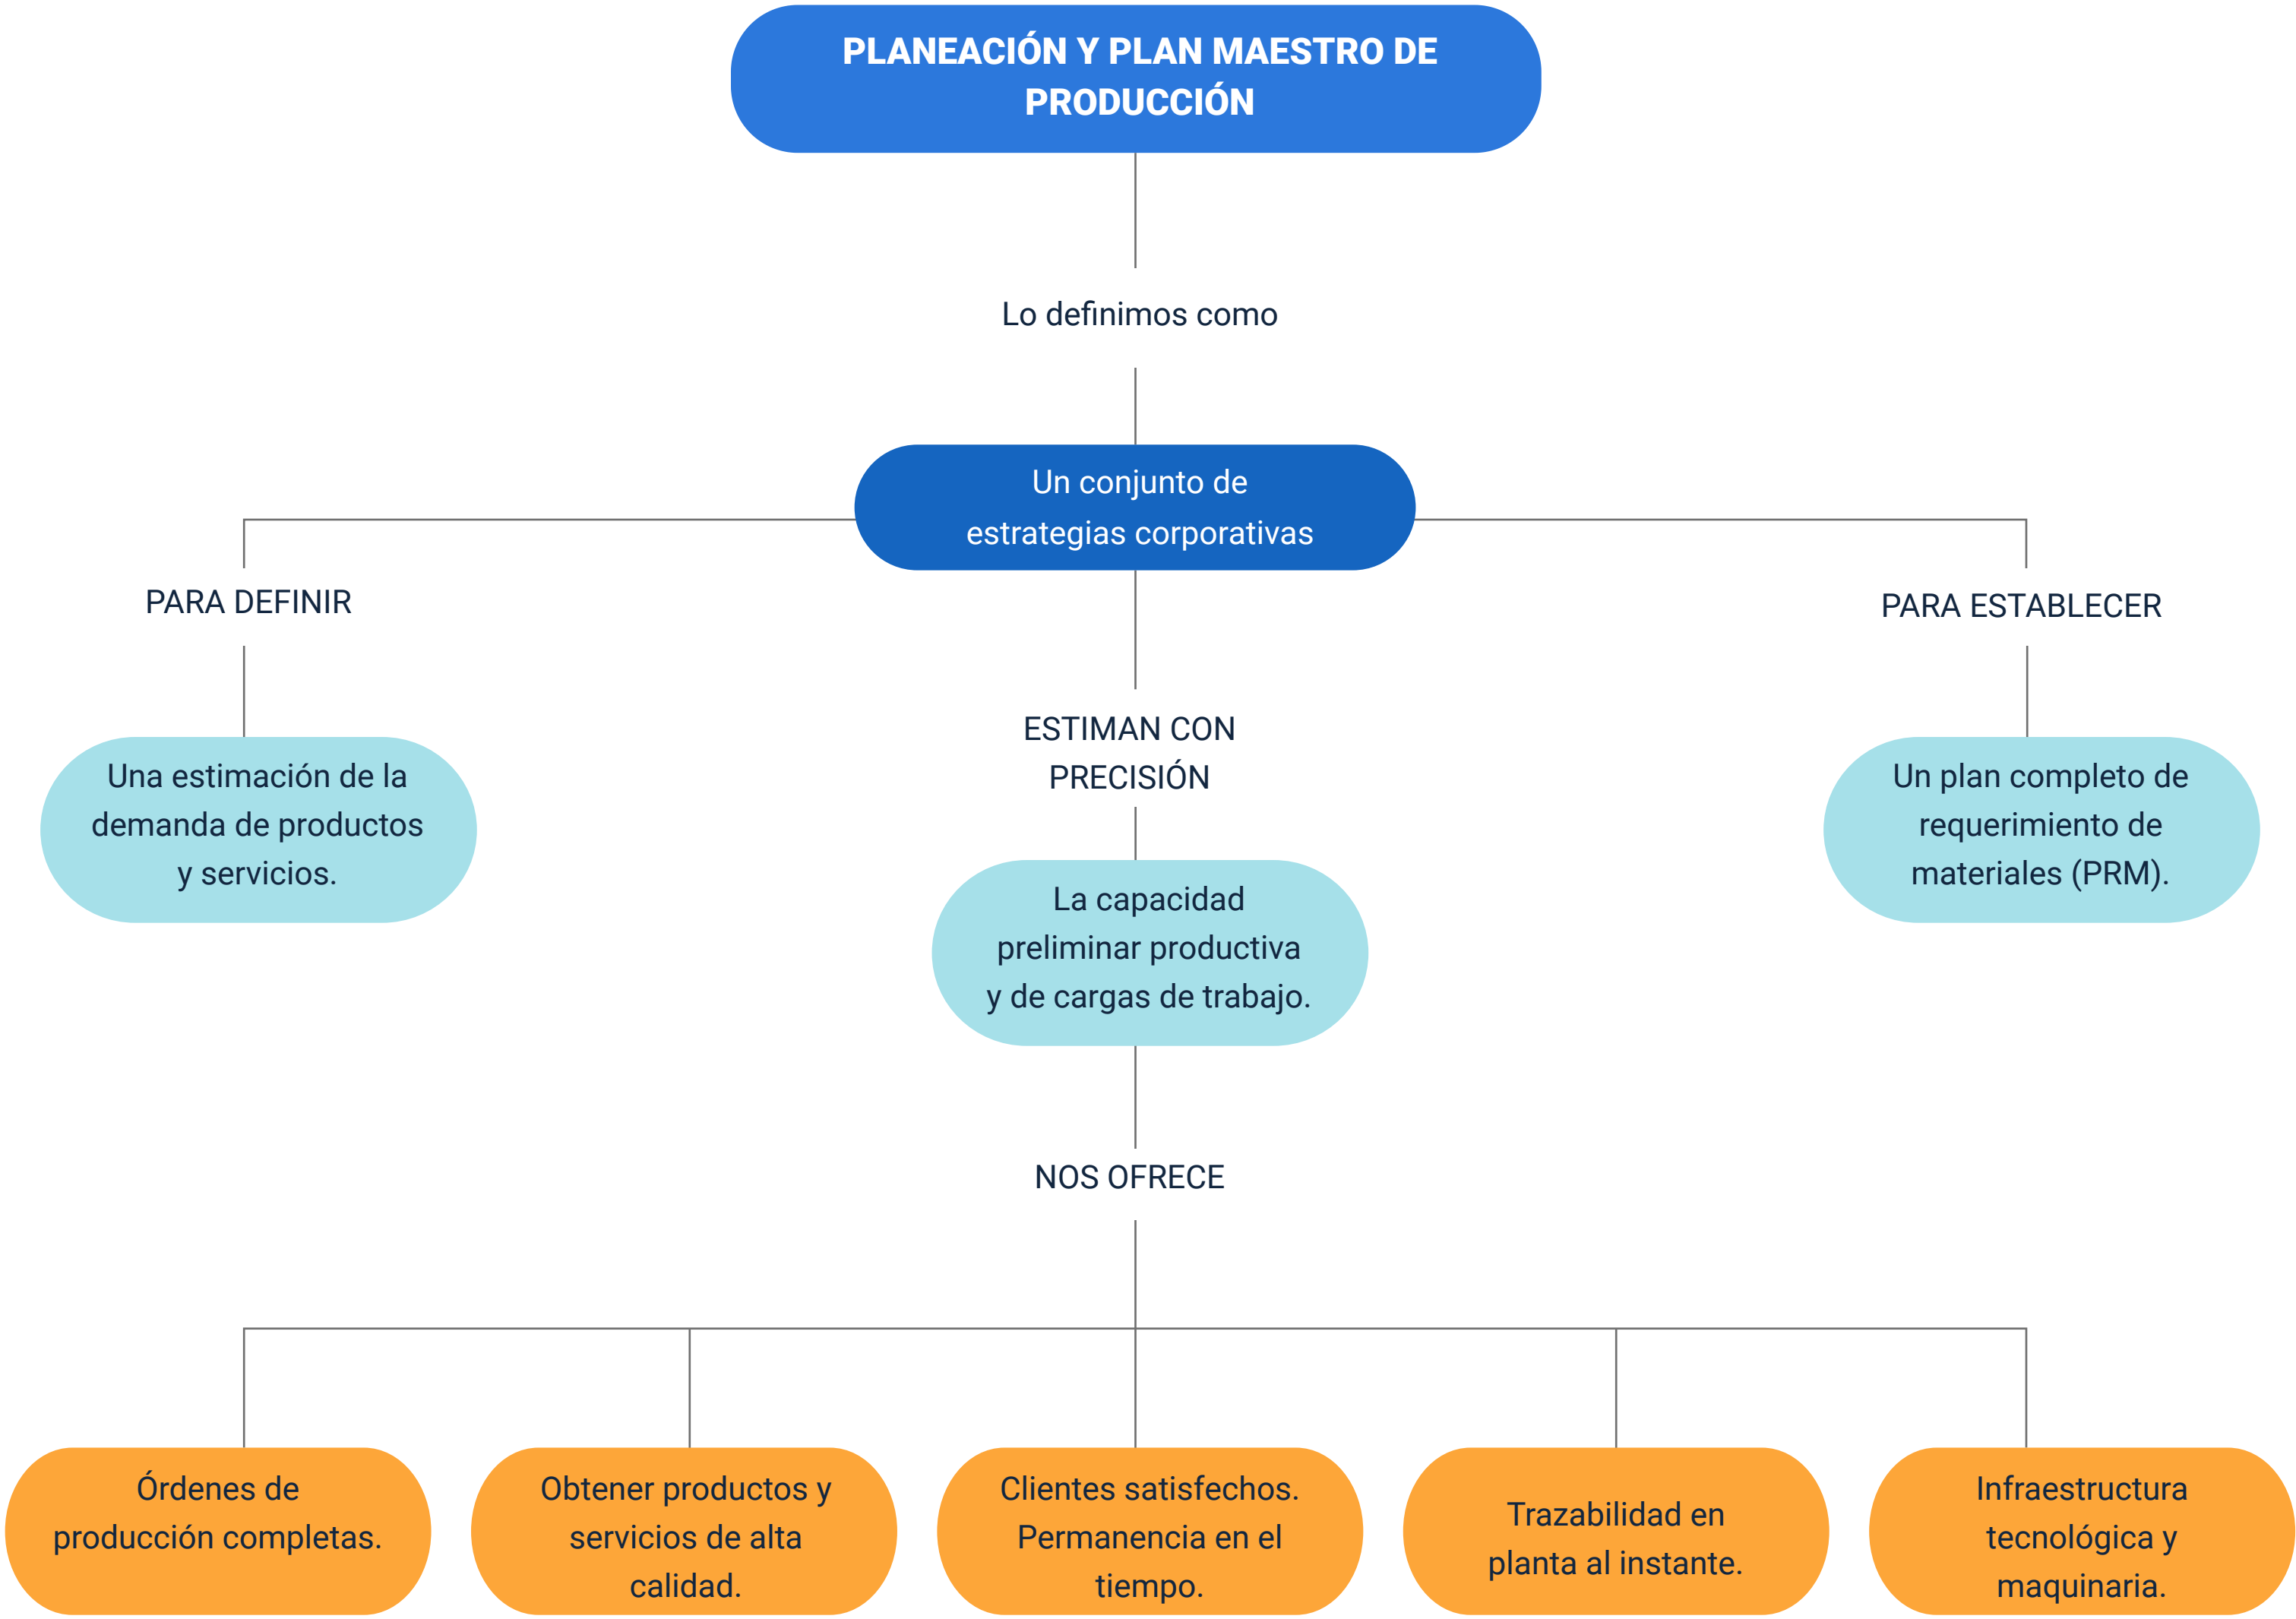 PLANEACIÓN Y PLAN MAESTRO DE
PRODUCCIÓN
Lo definimos como
Un conjunto de
estrategias corporativas
PARA DEFINIR
Una estimación de la
demanda de productos
y servicios.
ESTIMAN CON
PRECISIÓN
La capacidad
preliminar productiva
y de cargas de trabajo.
PARA ESTABLECER
Un plan completo de
requerimiento de
materiales (PRM).
NOS OFRECE
Órdenes de
producción completas.
Obtener productos y
servicios de alta
calidad.
Clientes satisfechos.
Permanencia en el
tiempo.
Trazabilidad en
planta al instante.
Infraestructura
tecnológica y
maquinaria.